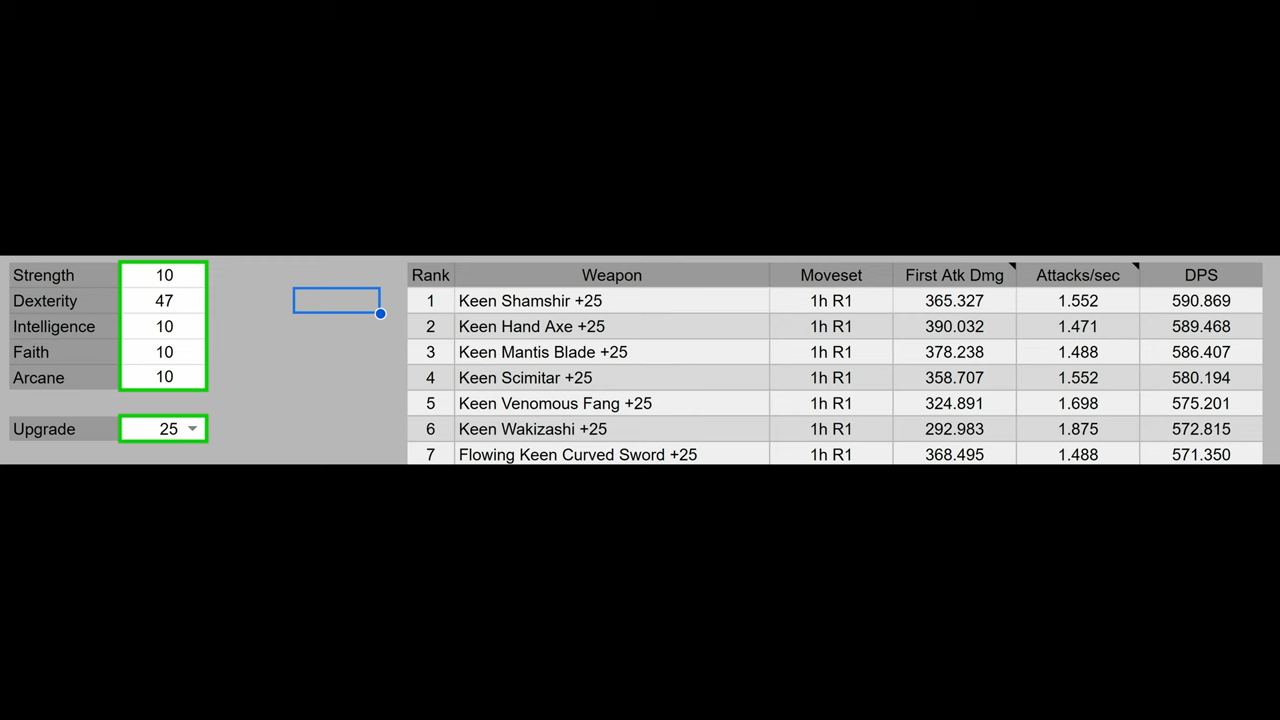 Strength 10
Dexterity 47
Intelligence 10
Faith 10
Arcane 10
Upgrade 25
Rank Weapon Moveset First Atk Dmg Attacks/sec DPS
1 Keen Shamshir +25 1h R1 365.327 1.552 590.869
2 Keen Hand Axe +25 1h R1 390.032 1.471 589.468
3 Keen Mantis Blade +25 1h R1 378.238 1.488 586.407
4 Keen Scimitar +25 1h R1 358.707 1.552 580.194
5 Keen Venomous Fang +25 1h R1 324.891 1.698 575.201
6 Keen Wakizashi +25 1h R1 292.983 1.875 572.815
7 Flowing Keen Curved Sword +25 1h R1 368.495 1.488 571.350